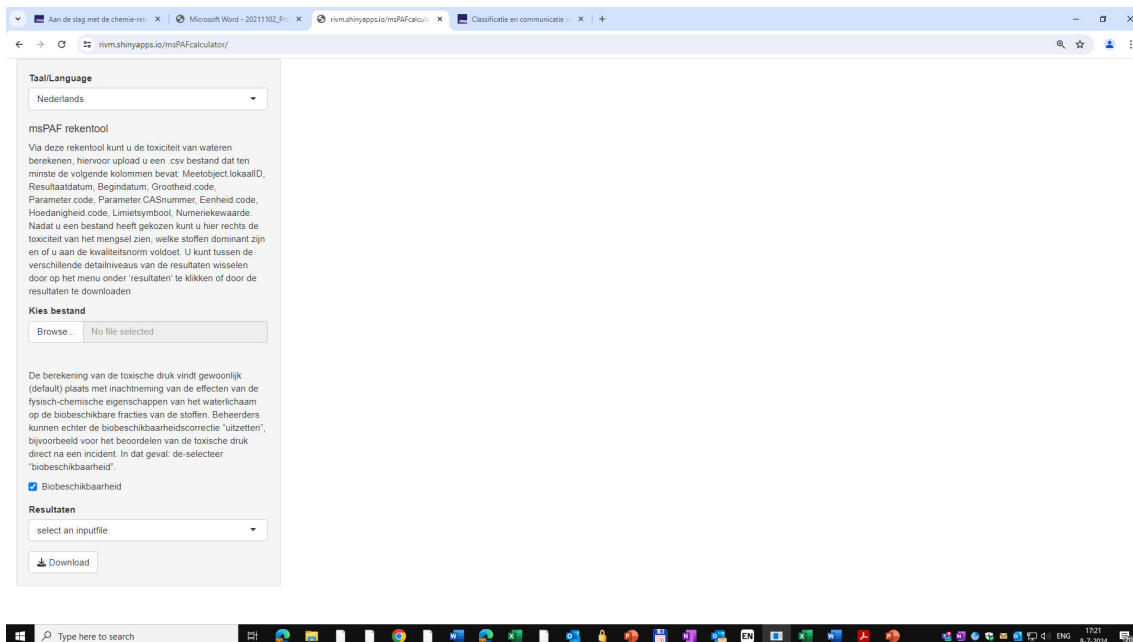 Aan de slag met de chemie-rel
Microsoft Word - 20211102_Pr
rivm.shinyapps.io/msPAFcalcula
Classificatie en communicatie v
rivm.shinyapps.io/msPAFcalculator/
Taal/Language
Nederlands
msPAF rekentool
Via deze rekentool kunt u de toxiciteit van wateren
berekenen, hiervoor upload u een .csv bestand dat ten
minste de volgende kolommen bevat: Meetobject.lokaalID,
Resultaatdatum, Begindatum, Grootheid.code,
Parameter.code, Parameter.CASnummer, Eenheid.code,
Hoedanigheid.code, Limietsymbool, Numeriekewaarde.
Nadat u een bestand heeft gekozen kunt u hier rechts de
toxiciteit van het mengsel zien, welke stoffen dominant zijn
en of u aan de kwaliteitsnorm voldoet. U kunt tussen de
verschillende detailniveaus van de resultaten wisselen
door op het menu onder 'resultaten' te klikken of door de
resultaten te downloaden
Kies bestand
Browse... No file selected
De berekening van de toxische druk vindt gewoonlijk
(default) plaats met inachtneming van de effecten van de
fysisch-chemische eigenschappen van het waterlichaam
op de biobeschikbare fracties van de stoffen. Beheerders
kunnen echter de biobeschikbaarheidscorrectie "uitzetten",
bijvoorbeeld voor het beoordelen van de toxische druk
direct na een incident. In dat geval: de-selecteer
"biobeschikbaarheid".
Biobeschikbaarheid
Resultaten
select an inputfile
Download
Type here to search
EN
ENG
17:21
8-7-2024